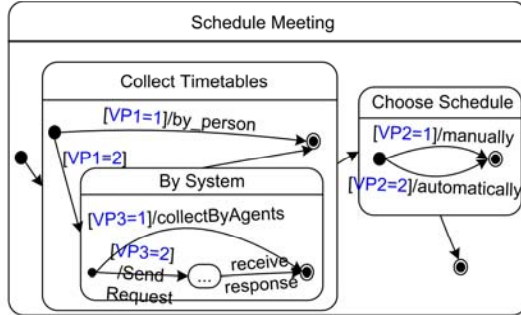 Schedule Meeting
Collect Timetables
[VP1=1]/by_person
[VP1=2]
By System
[VP3=1]/collectByAgents
[VP3=2]
/Send
Request
...
receive
response
Choose Schedule
[VP2=1]/manually
[VP2=2]/automatically